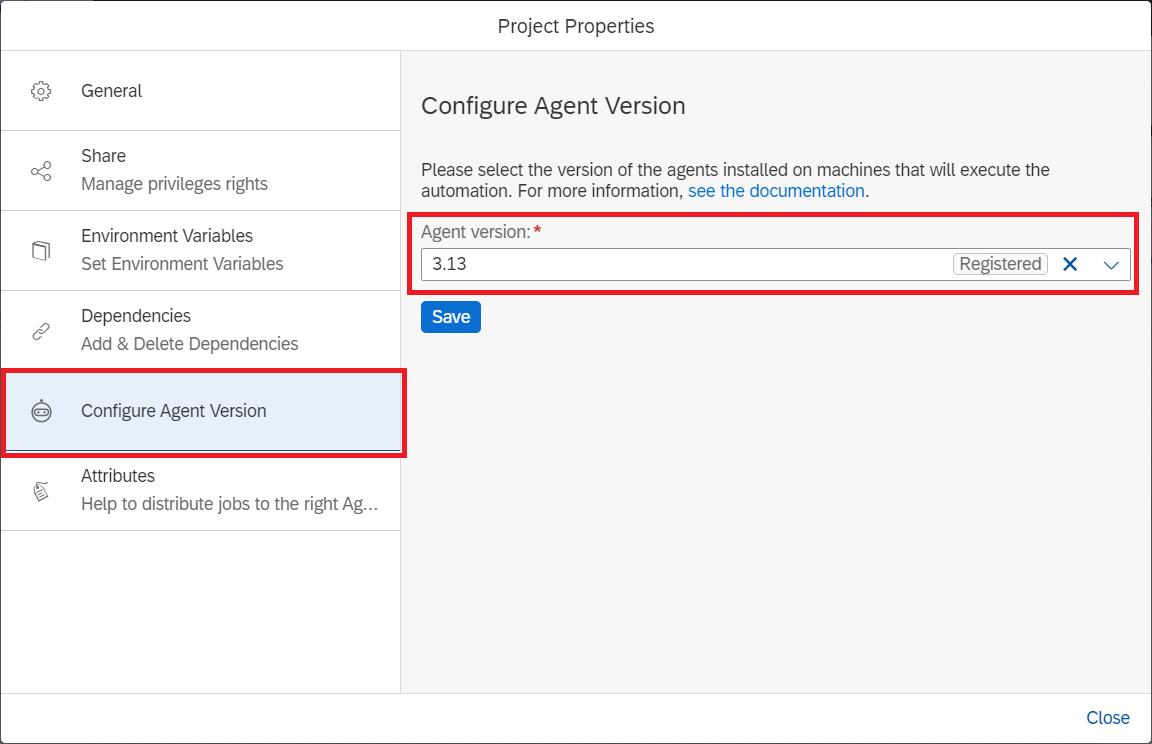 Project Properties
General
Share
Manage privileges rights
Environment Variables
Set Environment Variables
Dependencies
Add & Delete Dependencies
Configure Agent Version
Attributes
Help to distribute jobs to the right Ag...
Configure Agent Version
Please select the version of the agents installed on machines that will execute the
automation. For more information, see the documentation.
Agent version:*
3.13 Registered
Save
Close